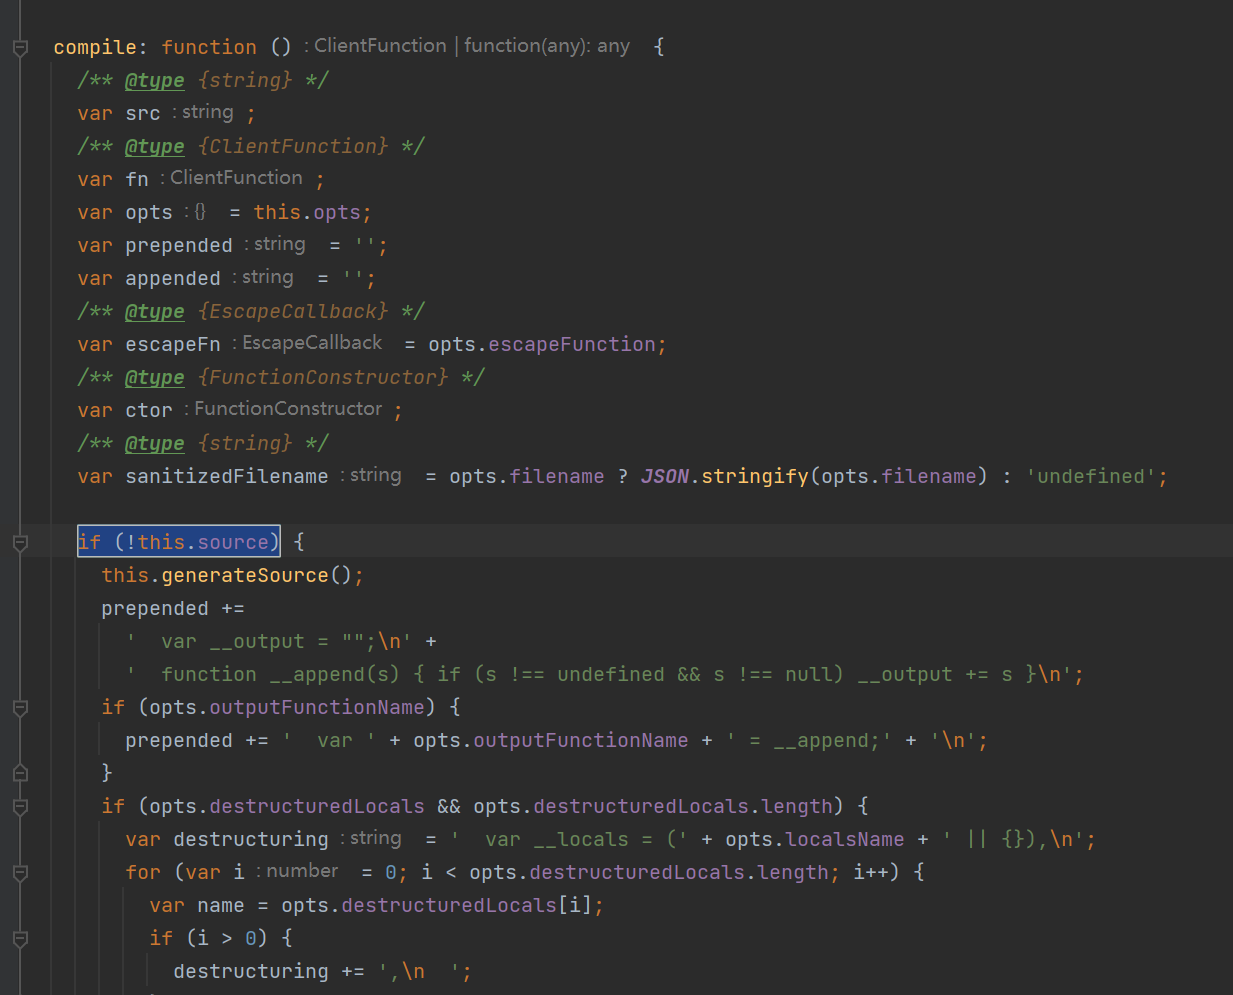 compile: function () : ClientFunction | function(any): any {
/** @type {string} */
var src : string ;
/** @type {ClientFunction} */
var fn : ClientFunction ;
var opts : {} = this.opts;
var prepended : string = '';
var appended : string = '';
/** @type {EscapeCallback} */
var escapeFn : EscapeCallback = opts.escapeFunction;
/** @type {FunctionConstructor} */
var ctor : FunctionConstructor ;
/** @type {string} */
var sanitizedFilename : string = opts.filename ? JSON.stringify(opts.filename) : 'undefined';
if (!this.source) {
this.generateSource();
prepended +=
'  var __output = "";\n' +
'  function __append(s) { if (s !== undefined && s !== null) __output += s }\n';
if (opts.outputFunctionName) {
prepended += '  var ' + opts.outputFunctionName + ' = __append;' + '\n';
}
if (opts.destructuredLocals && opts.destructuredLocals.length) {
var destructuring : string = '  var __locals = (' + opts.localsName + ' || {}),\n';
for (var i : number = 0; i < opts.destructuredLocals.length; i++) {
var name = opts.destructuredLocals[i];
if (i > 0) {
destructuring += ',\n  ';